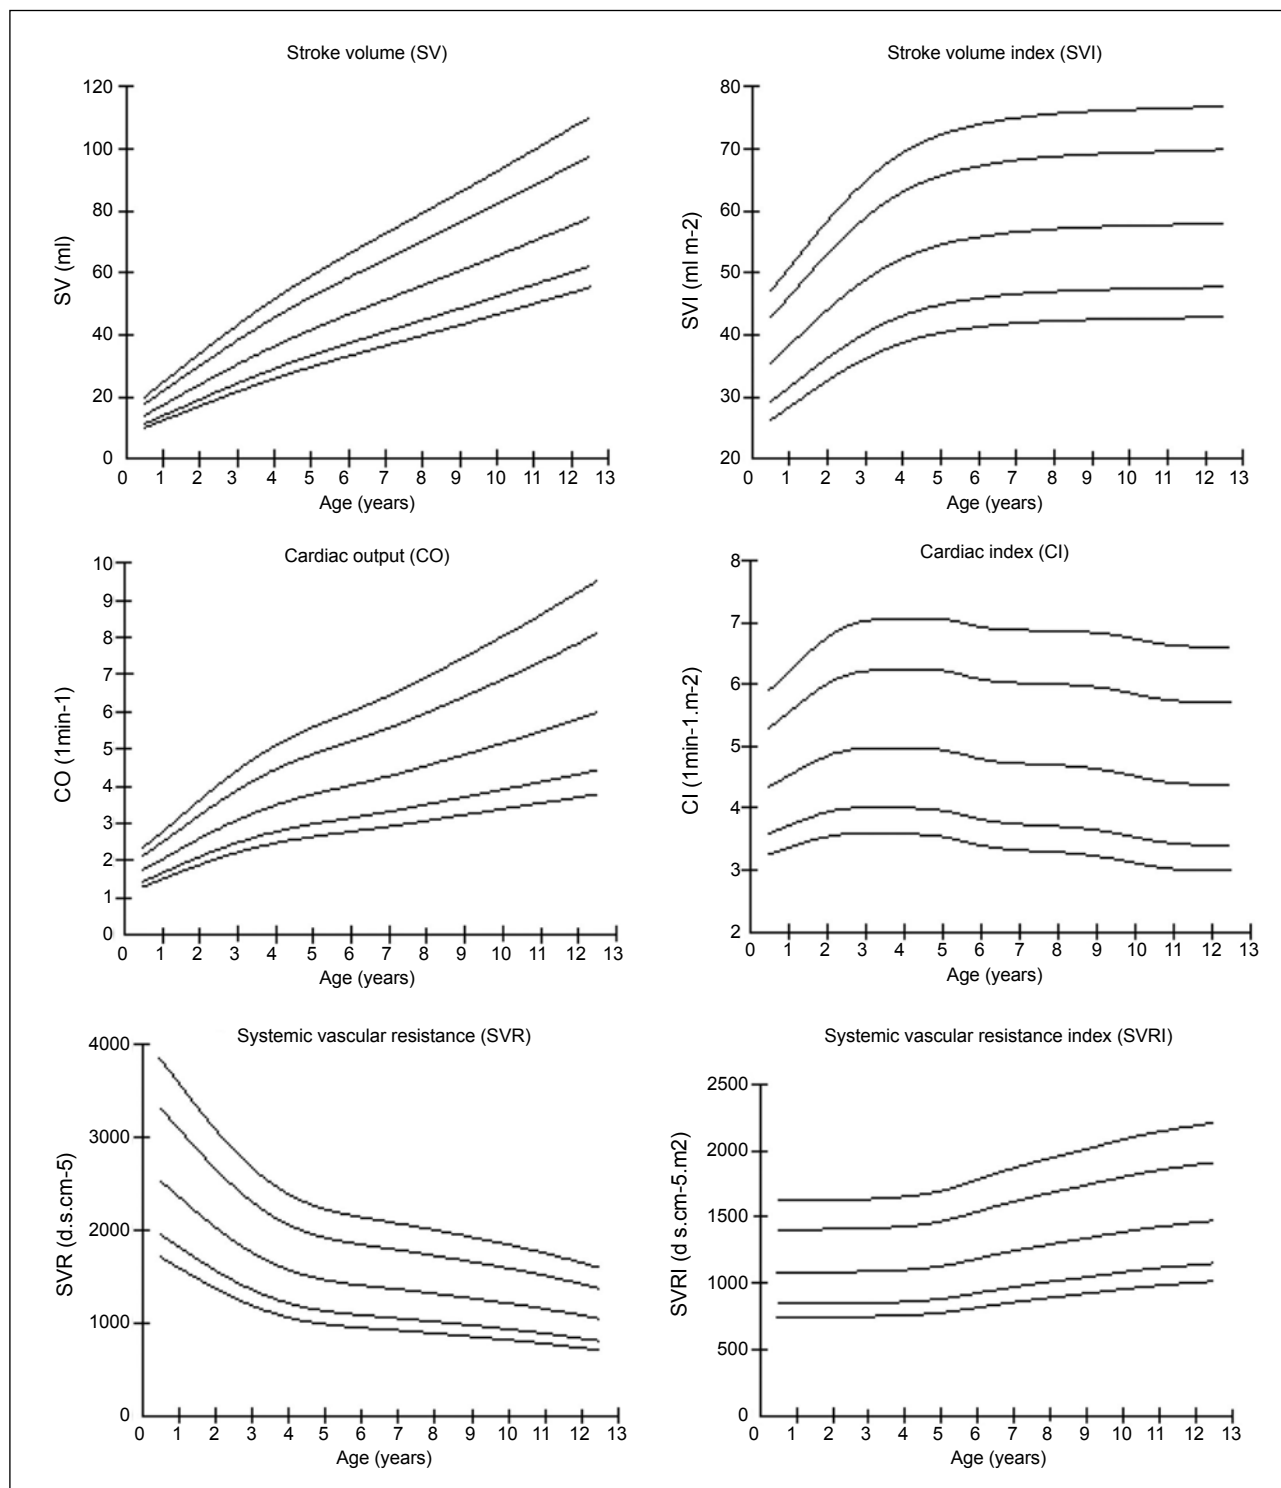 Stroke volume (SV)
SV (ml)
120
100
80
60
40
20
0
0 1 2 3 4 5 6 7 8 9 10 11 12 13
Age (years)
Stroke volume index (SVI)
SVI (ml m-2)
80
70
60
50
40
30
20
0 1 2 3 4 5 6 7 8 9 10 11 12 13
Age (years)
Cardiac output (CO)
CO (1min-1)
10
9
8
7
6
5
4
3
2
1
0
0 1 2 3 4 5 6 7 8 9 10 11 12 13
Age (years)
Cardiac index (CI)
CI (1min-1.m-2)
8
7
6
5
4
3
2
0 1 2 3 4 5 6 7 8 9 10 11 12 13
Age (years)
Systemic vascular resistance (SVR)
SVR (d.s.cm-5)
4000
3000
2000
1000
0
0 1 2 3 4 5 6 7 8 9 10 11 12 13
Age (years)
Systemic vascular resistance index (SVRI)
SVRI (d s.cm-5.m2)
2500
2000
1500
1000
500
0
0 1 2 3 4 5 6 7 8 9 10 11 12 13
Age (years)